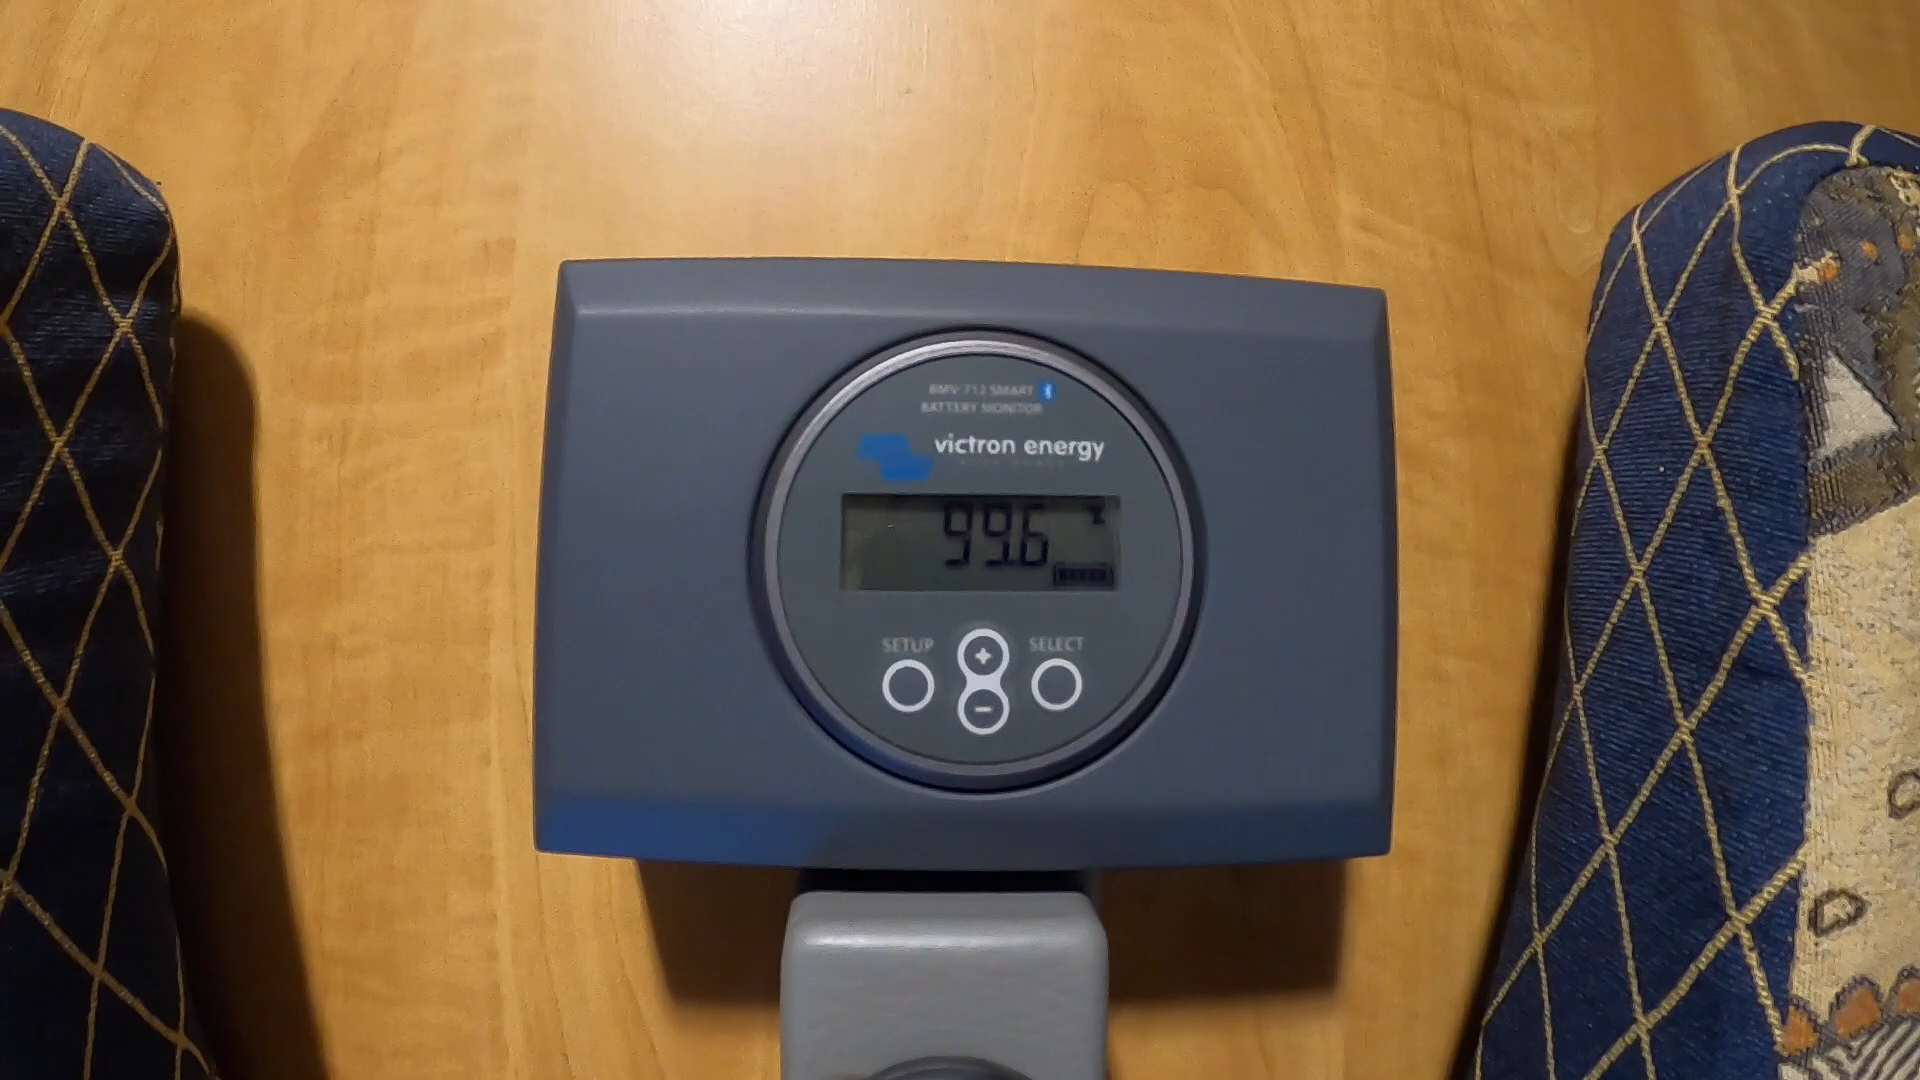 BMV-712 SMART
BATTERY MONITOR
victron energy
99.6 %
SETUP
SELECT
+
-